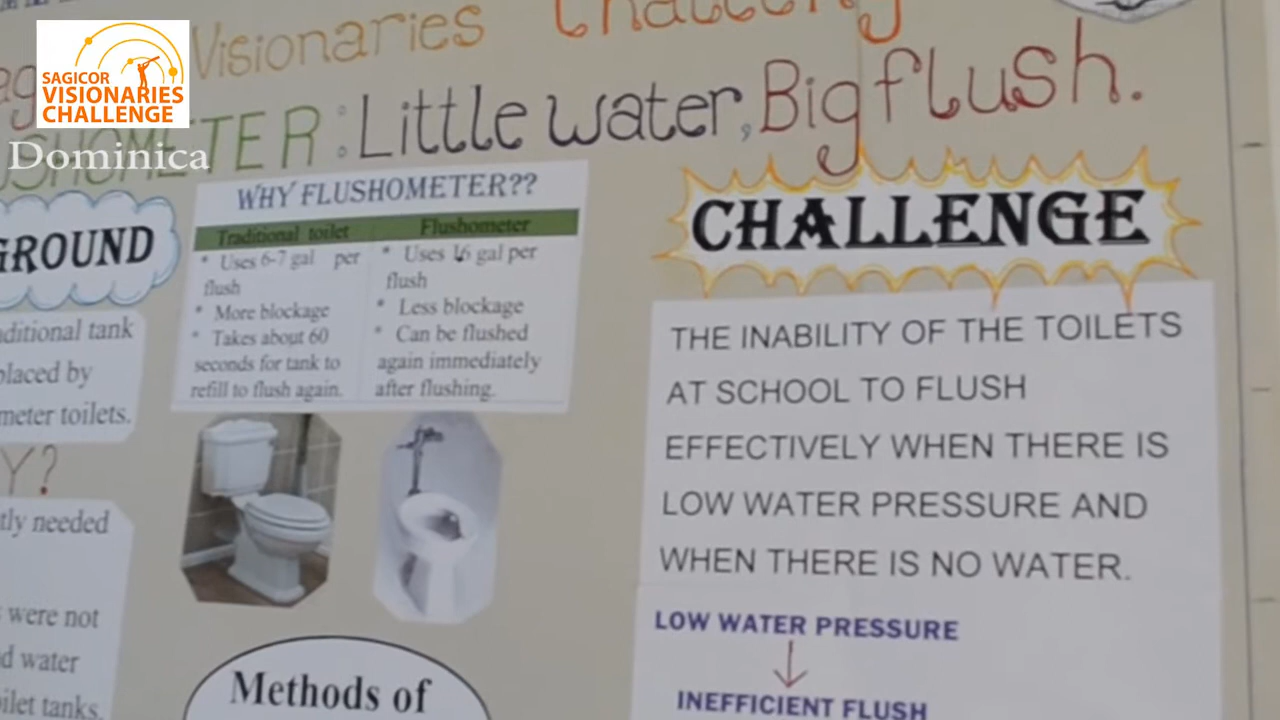 SAGICOR
VISIONARIES
CHALLENGE
Dominica
Visionaries Challeng
METER : Little water, Big flush.
GROUND
aditional tank
placed by
meter toilets.
Y?
tly needed
were not
d water
oilet tanks.
WHY FLUSHOMETER??
Traditional toilet
* Uses 6-7 gal per
flush
* More blockage
* Takes about 60
seconds for tank to
refill to flush again.
Flushometer
* Uses 1.6 gal per
flush
* Less blockage
* Can be flushed
again immediately
after flushing.
Methods of
CHALLENGE
THE INABILITY OF THE TOILETS
AT SCHOOL TO FLUSH
EFFECTIVELY WHEN THERE IS
LOW WATER PRESSURE AND
WHEN THERE IS NO WATER.
LOW WATER PRESSURE
INEFFICIENT FLUSH